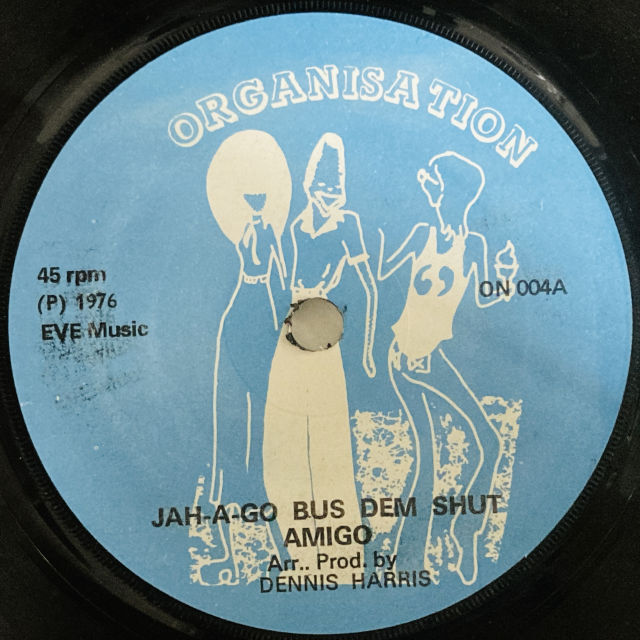 ORGANISATION
45 rpm
(P) 1976
EVE Music
ON 004A
JAH-A-GO BUS DEM SHUT
AMIGO
Arr.. Prod. by
DENNIS HARRIS